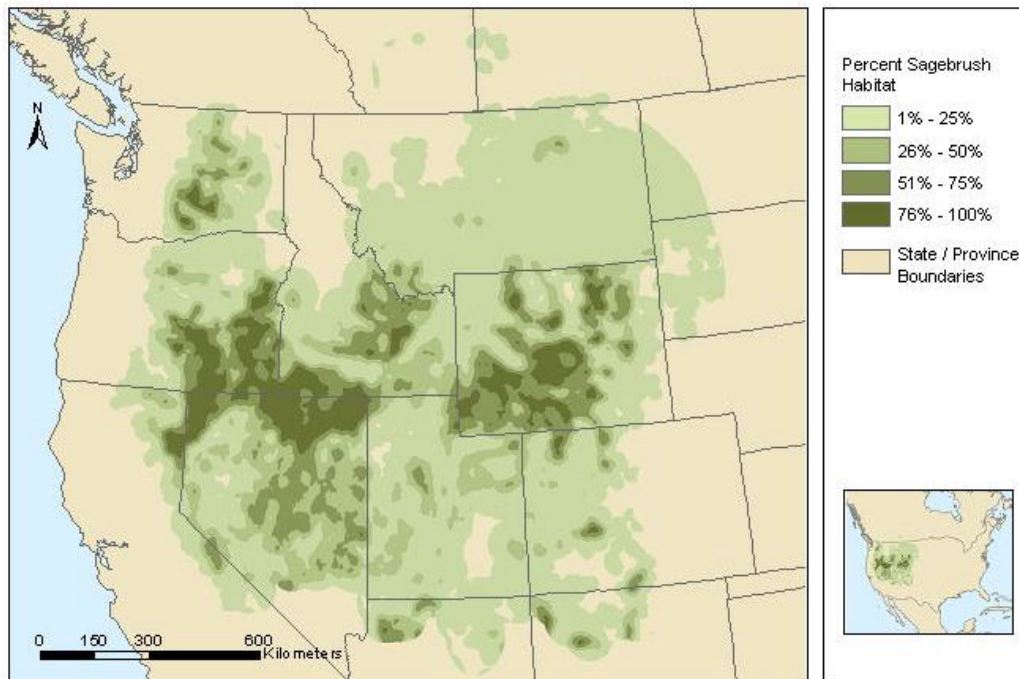 N
0 150 300 600
Kilometers
Percent Sagebrush
Habitat
1% - 25%
26% - 50%
51% - 75%
76% - 100%
State / Province
Boundaries